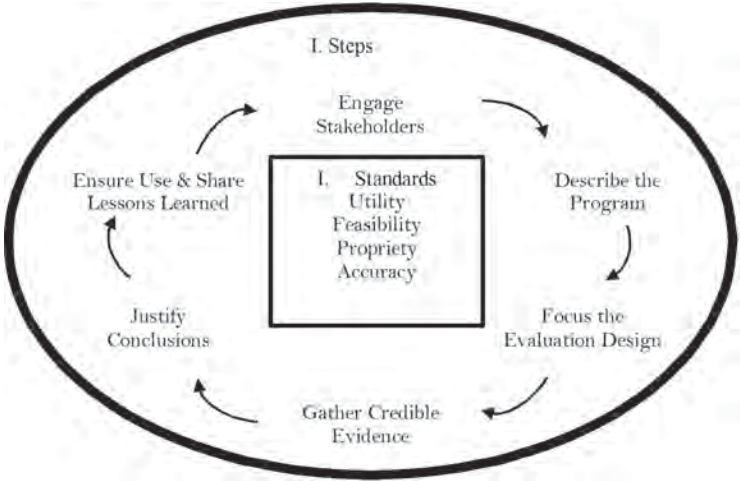 I. Steps
Engage
Stakeholders
Describe the
Program
Focus the
Evaluation Design
Gather Credible
Evidence
Justify
Conclusions
Ensure Use & Share
Lessons Learned
I. Standards
Utility
Feasibility
Propriety
Accuracy